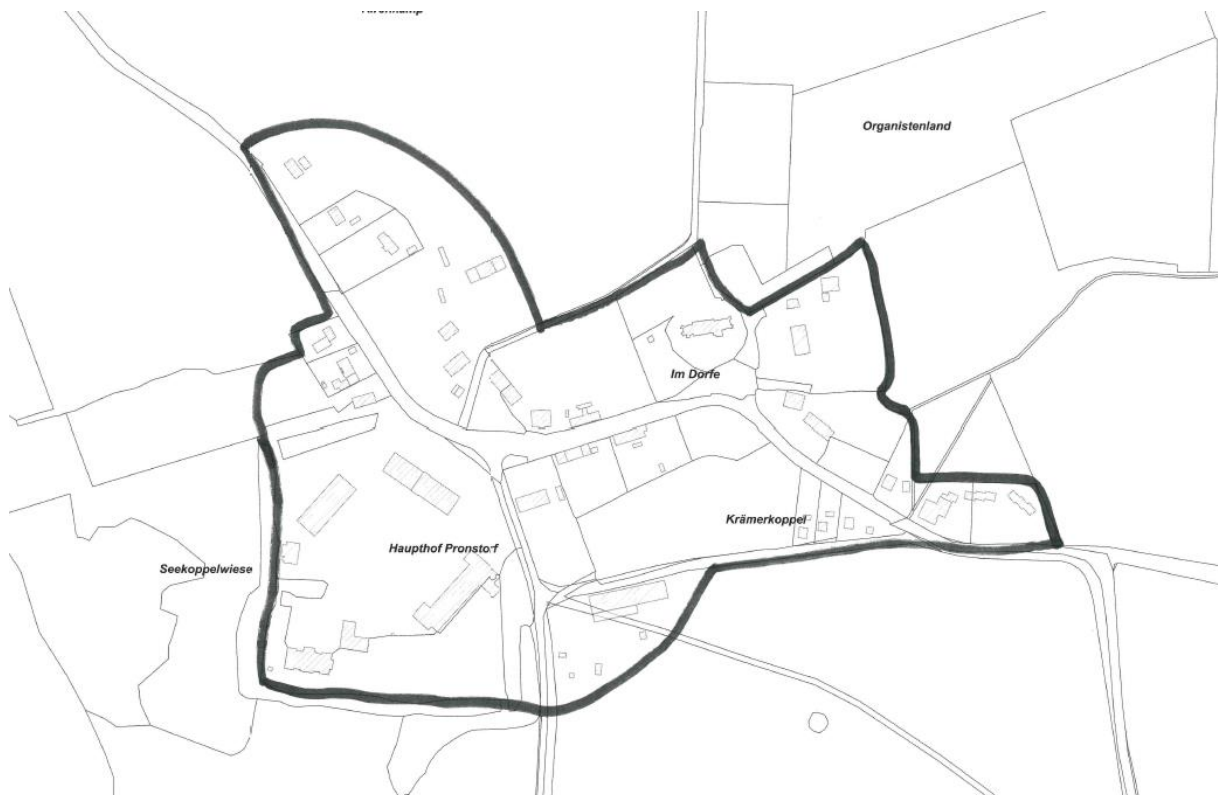 Organistenland
Im Dorfe
Krämerkoppel
Haupthof Pronstorf
Seekoppelwiese